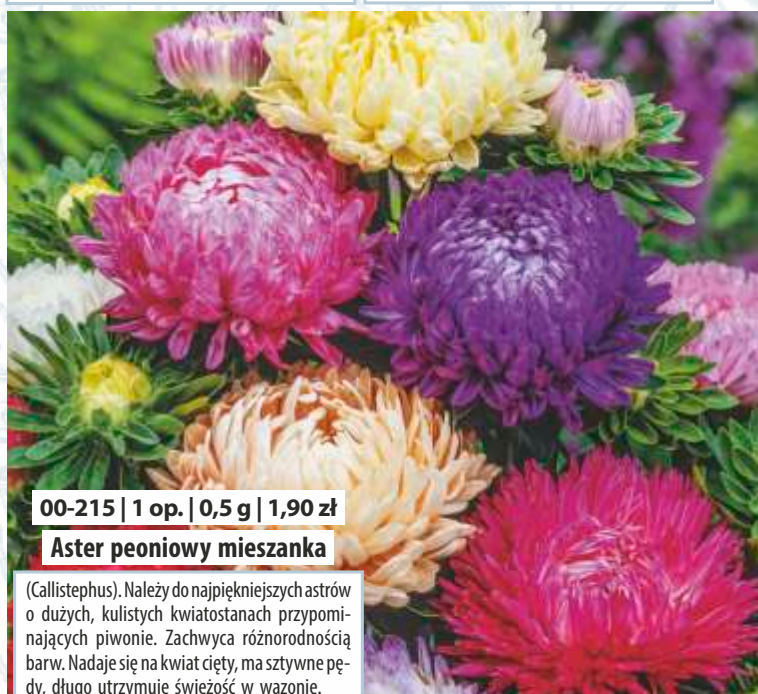 00-215 | 1 op. | 0,5 g | 1,90 zł
Aster peoniowy mieszanka
(Callistephus). Należy do najpiękniejszych astrów
o dużych, kulistych kwiatostanach przypomi-
nających piwonie. Zachwyca różnorodnością
barw. Nadaje się na kwiat cięty, ma sztywne pę-
dy, długo utrzymuje świeżość w wazonie.